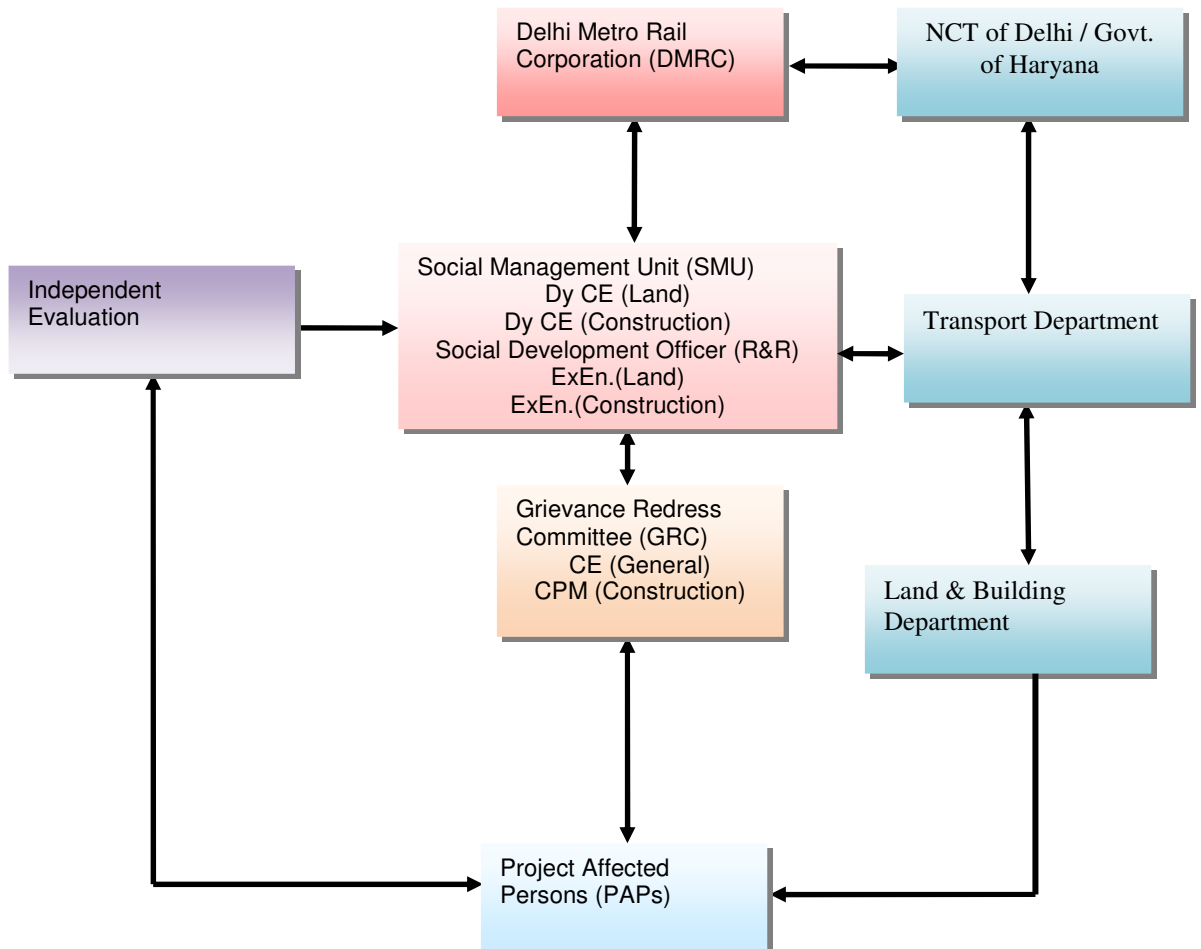 Delhi Metro Rail
Corporation (DMRC)
NCT of Delhi / Govt.
of Haryana
Independent
Evaluation
Social Management Unit (SMU)
Dy CE (Land)
Dy CE (Construction)
Social Development Officer (R&R)
ExEn.(Land)
ExEn.(Construction)
Transport Department
Grievance Redress
Committee (GRC)
CE (General)
CPM (Construction)
Land & Building
Department
Project Affected
Persons (PAPs)